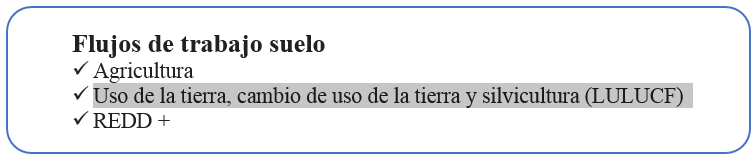 Flujos de trabajo suelo
✓ Agricultura
✓ Uso de la tierra, cambio de uso de la tierra y silvicultura (LULUCF)
✓ REDD +